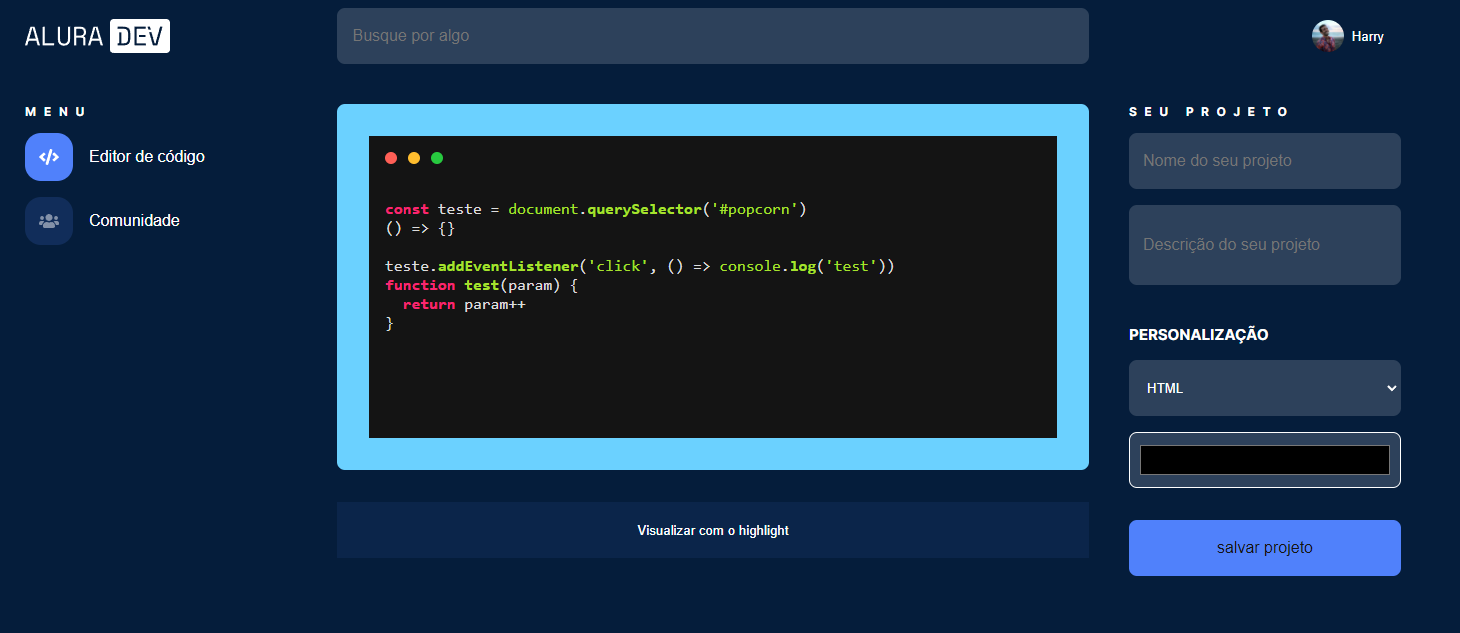 ALURA DEV
Busque por algo
Harry
MENU
Editor de código
Comunidade
const teste = document.querySelector('#popcorn')
() => {}
teste.addEventListener('click', () => console.log('test'))
function test(param) {
  return param++
}
Visualizar com o highlight
SEU PROJETO
Nome do seu projeto
Descrição do seu projeto
PERSONALIZAÇÃO
HTML
salvar projeto